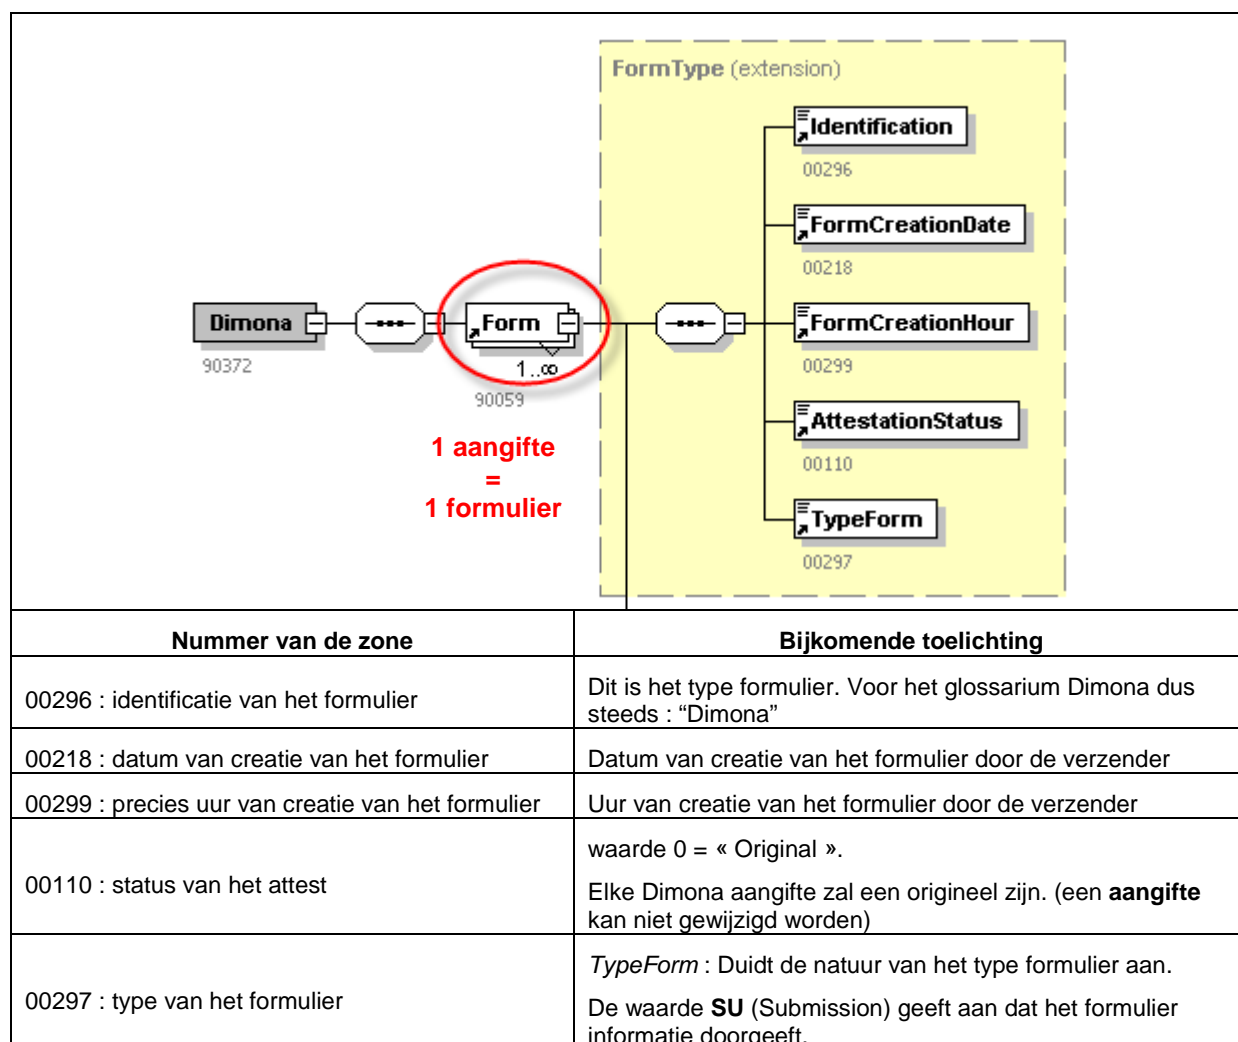 FormType (extension)
Identification
00296
FormCreationDate
00218
Dimona
90372
Form
1..∞
90059
FormCreationHour
00299
AttestationStatus
00110
TypeForm
00297
1 aangifte
=
1 formulier
Nummer van de zone
Bijkomende toelichting
00296 : identificatie van het formulier
Dit is het type formulier. Voor het glossarium Dimona dus
steeds : “Dimona”
00218 : datum van creatie van het formulier
Datum van creatie van het formulier door de verzender
00299 : precies uur van creatie van het formulier
Uur van creatie van het formulier door de verzender
00110 : status van het attest
waarde 0 = « Original ».
Elke Dimona aangifte zal een origineel zijn. (een aangifte
kan niet gewijzigd worden)
00297 : type van het formulier
TypeForm : Duidt de natuur van het type formulier aan.
De waarde SU (Submission) geeft aan dat het formulier
informatie doorgeeft.